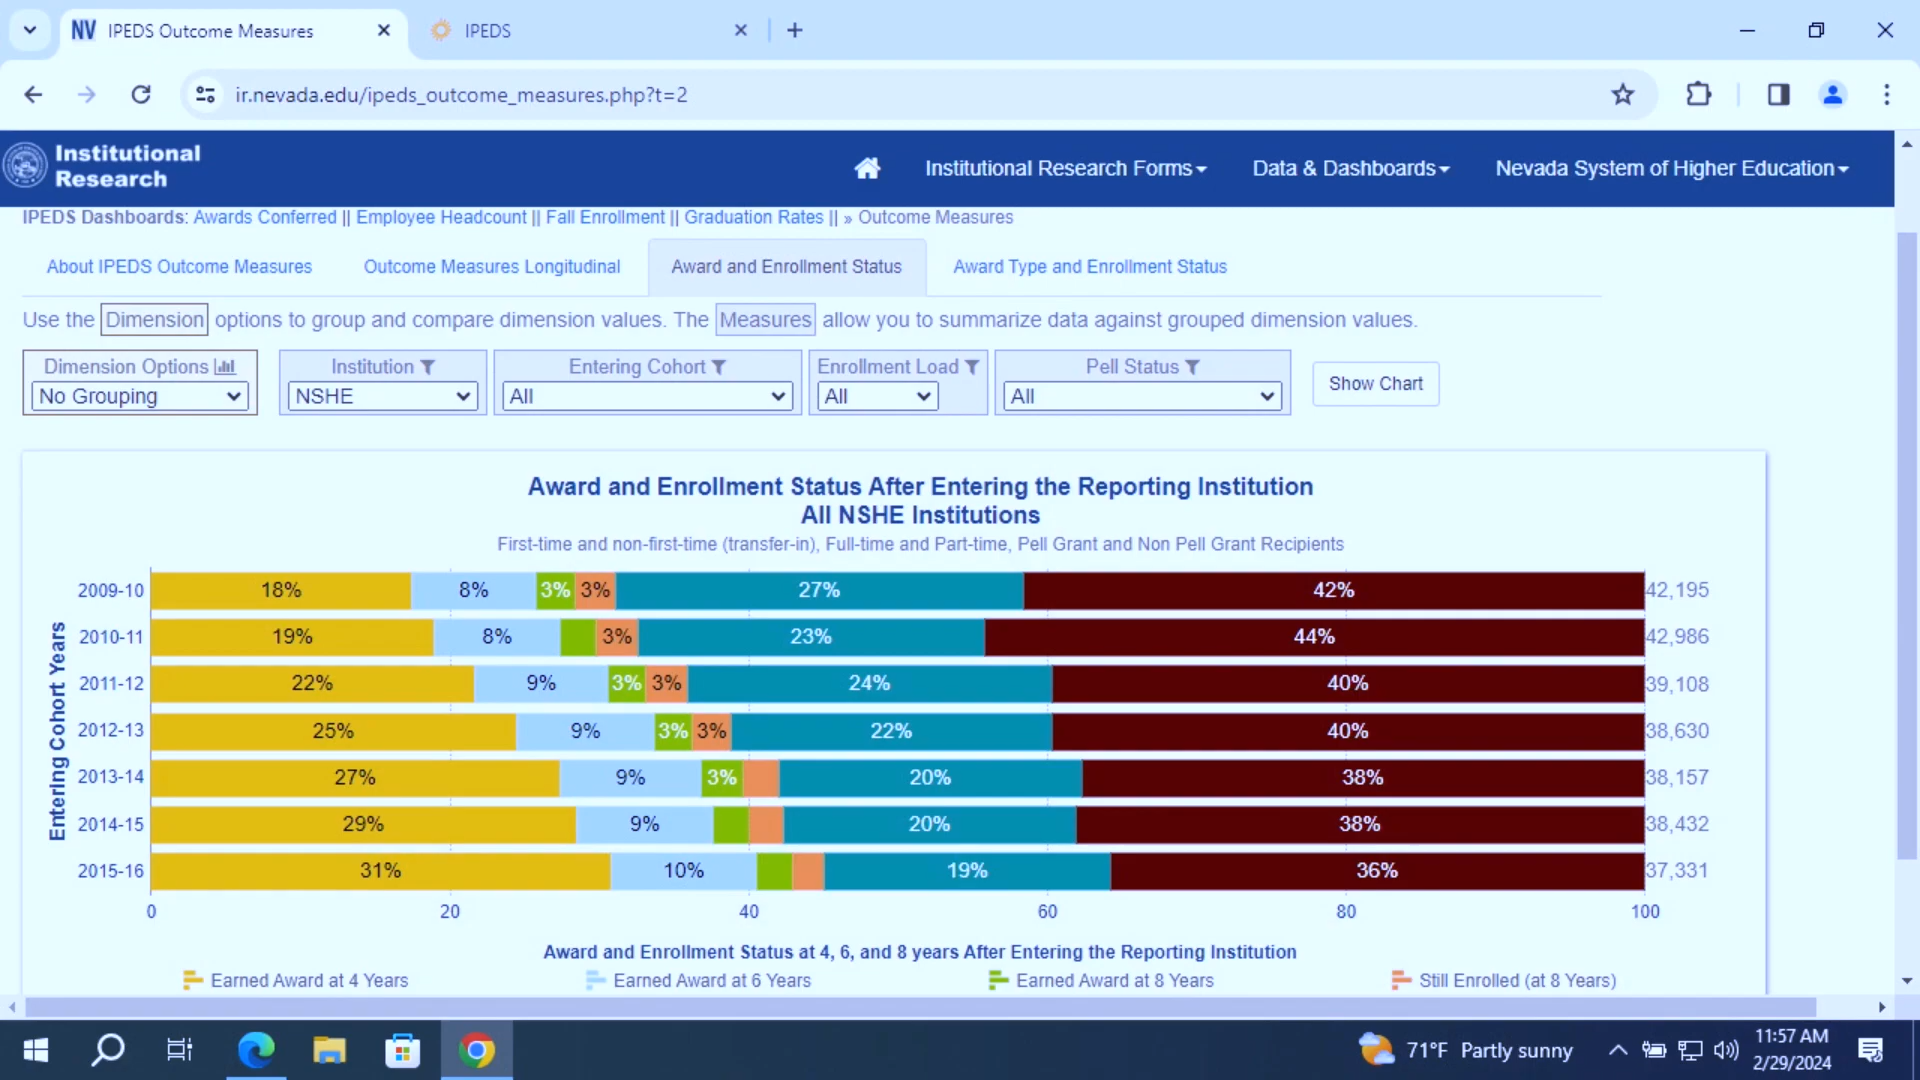 NV IPEDS Outcome Measures
IPEDS
ir.nevada.edu/ipeds_outcome_measures.php?t=2
Institutional
Research
Institutional Research Forms
Data & Dashboards
Nevada System of Higher Education
IPEDS Dashboards: Awards Conferred || Employee Headcount || Fall Enrollment || Graduation Rates || » Outcome Measures
About IPEDS Outcome Measures
Outcome Measures Longitudinal
Award and Enrollment Status
Award Type and Enrollment Status
Use the Dimension options to group and compare dimension values. The Measures allow you to summarize data against grouped dimension values.
Dimension Options
Institution
Entering Cohort
Enrollment Load
Pell Status
No Grouping
NSHE
All
All
All
Show Chart
Award and Enrollment Status After Entering the Reporting Institution
All NSHE Institutions
First-time and non-first-time (transfer-in), Full-time and Part-time, Pell Grant and Non Pell Grant Recipients
Entering Cohort Years
2009-10 18% 8% 3% 3% 27% 42% 42,195
2010-11 19% 8% 3% 23% 44% 42,986
2011-12 22% 9% 3% 3% 24% 40% 39,108
2012-13 25% 9% 3% 3% 22% 40% 38,630
2013-14 27% 9% 3% 20% 38% 38,157
2014-15 29% 9% 20% 38% 38,432
2015-16 31% 10% 19% 36% 37,331
0 20 40 60 80 100
Award and Enrollment Status at 4, 6, and 8 years After Entering the Reporting Institution
Earned Award at 4 Years
Earned Award at 6 Years
Earned Award at 8 Years
Still Enrolled (at 8 Years)
71°F Partly sunny
11:57 AM
2/29/2024